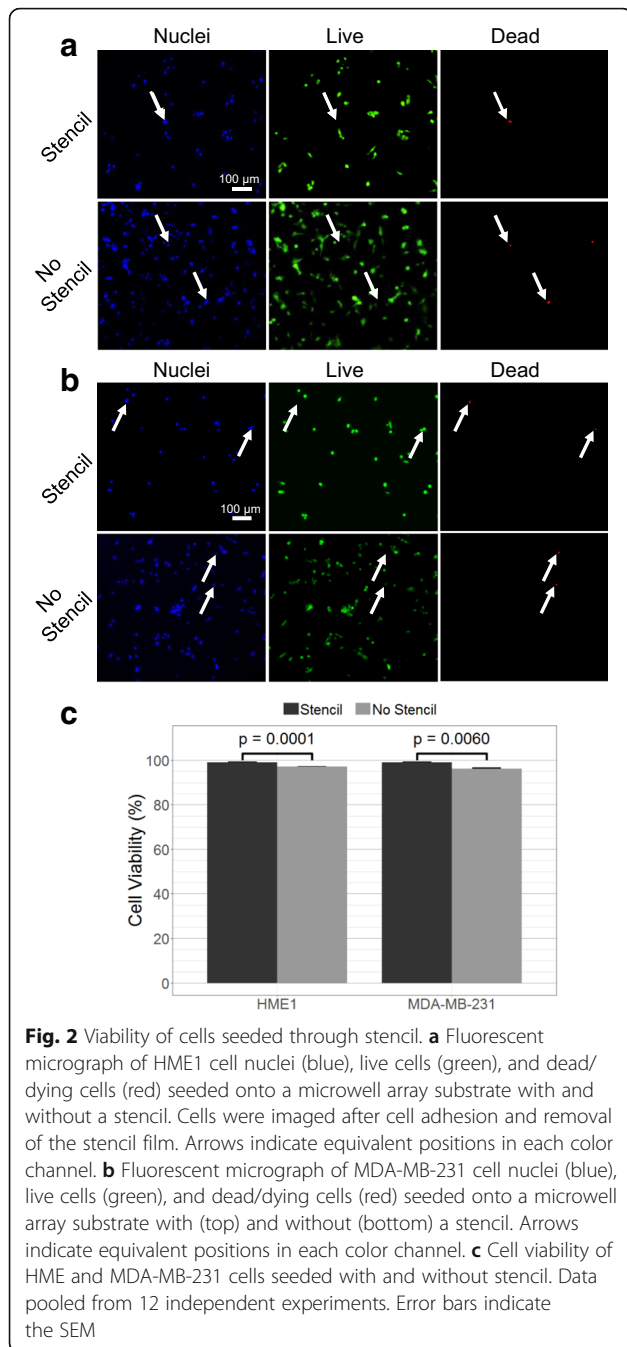 a
Nuclei Live Dead
Stencil
100 µm
No Stencil
b
Nuclei Live Dead
Stencil
100 µm
No Stencil
c
Stencil No Stencil
p = 0.0001 p = 0.0060
Cell Viability (%)
100
80
60
40
20
0
HME1 MDA-MB-231
Fig. 2 Viability of cells seeded through stencil. a Fluorescent
micrograph of HME1 cell nuclei (blue), live cells (green), and dead/
dying cells (red) seeded onto a microwell array substrate with and
without a stencil. Cells were imaged after cell adhesion and removal
of the stencil film. Arrows indicate equivalent positions in each color
channel. b Fluorescent micrograph of MDA-MB-231 cell nuclei (blue),
live cells (green), and dead/dying cells (red) seeded onto a microwell
array substrate with (top) and without (bottom) a stencil. Arrows
indicate equivalent positions in each color channel. c Cell viability of
HME and MDA-MB-231 cells seeded with and without stencil. Data
pooled from 12 independent experiments. Error bars indicate
the SEM